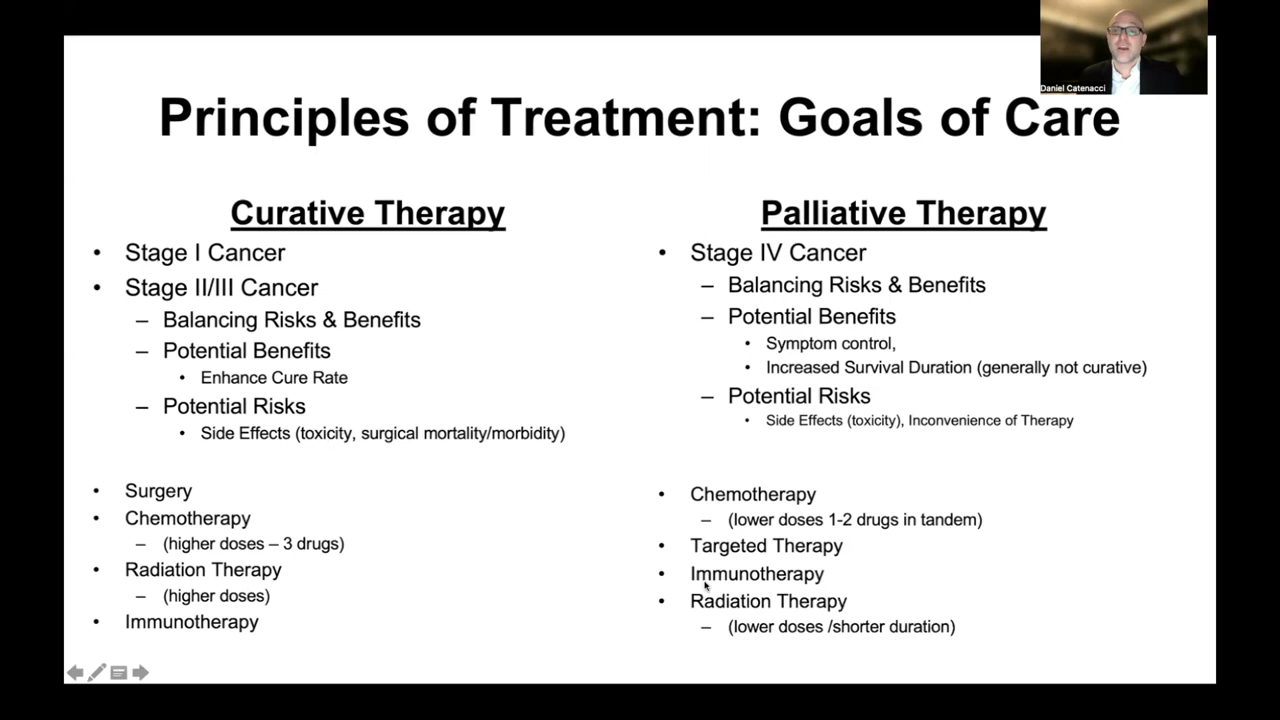 Daniel Catenacci
Principles of Treatment: Goals of Care
Curative Therapy
• Stage I Cancer
• Stage II/III Cancer
– Balancing Risks & Benefits
– Potential Benefits
• Enhance Cure Rate
– Potential Risks
• Side Effects (toxicity, surgical mortality/morbidity)
• Surgery
• Chemotherapy
– (higher doses – 3 drugs)
• Radiation Therapy
– (higher doses)
• Immunotherapy
Palliative Therapy
• Stage IV Cancer
– Balancing Risks & Benefits
– Potential Benefits
• Symptom control,
• Increased Survival Duration (generally not curative)
– Potential Risks
• Side Effects (toxicity), Inconvenience of Therapy
• Chemotherapy
– (lower doses 1-2 drugs in tandem)
• Targeted Therapy
• Immunotherapy
• Radiation Therapy
– (lower doses /shorter duration)